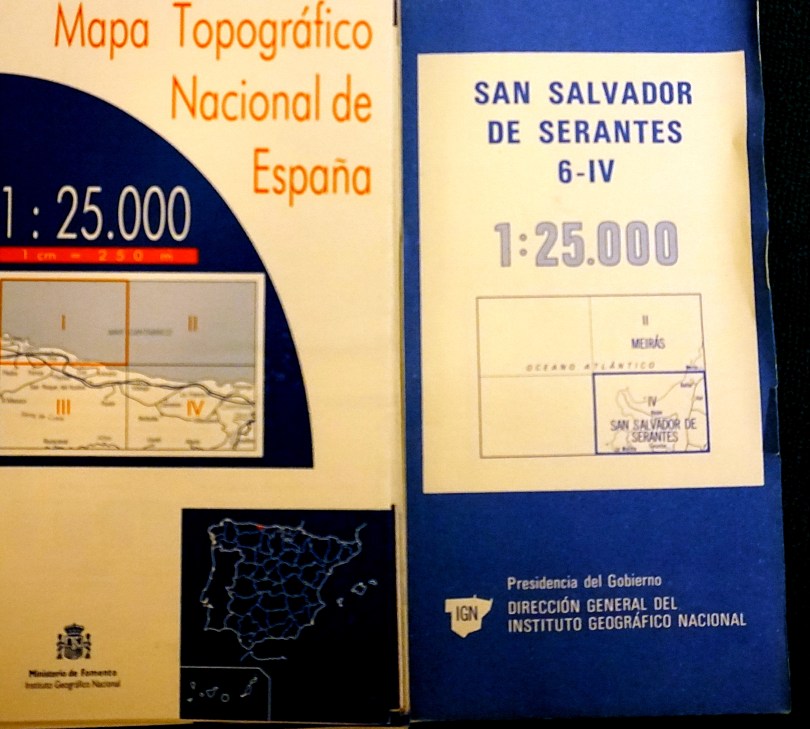 Mapa Topográfico
Nacional de
España
1 : 25.000
1 cm = 250 m
I
II
III
IV
Ministerio de Fomento
Instituto Geográfico Nacional
SAN SALVADOR
DE SERANTES
6-IV
1:25.000
II
MEIRÁS
OCEANO ATLÁNTICO
IV
SAN SALVADOR DE
SERANTES
IGN
Presidencia del Gobierno
DIRECCIÓN GENERAL DEL
INSTITUTO GEOGRÁFICO NACIONAL